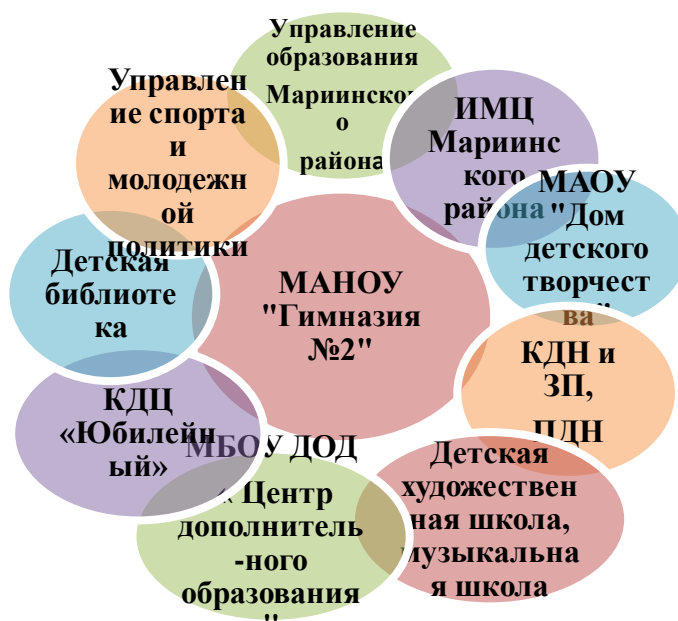 Управление
образования
Мариинского
о
района
ИМЦ
Мариинс
кого
района
МАОУ
"Дом
детского
творчест
ва"
КДН и
ЗП,
ПДН
Детская
художествен
ная школа,
музыкальна
я школа
МБОУ ДОД
« Центр
дополнитель
-ного
образования
"
КДЦ
«Юбилейн
ый»
Детская
библиоте
ка
Управлен
ие спорта
и
молодежн
ой
политики
МАНОУ
"Гимназия
№2"